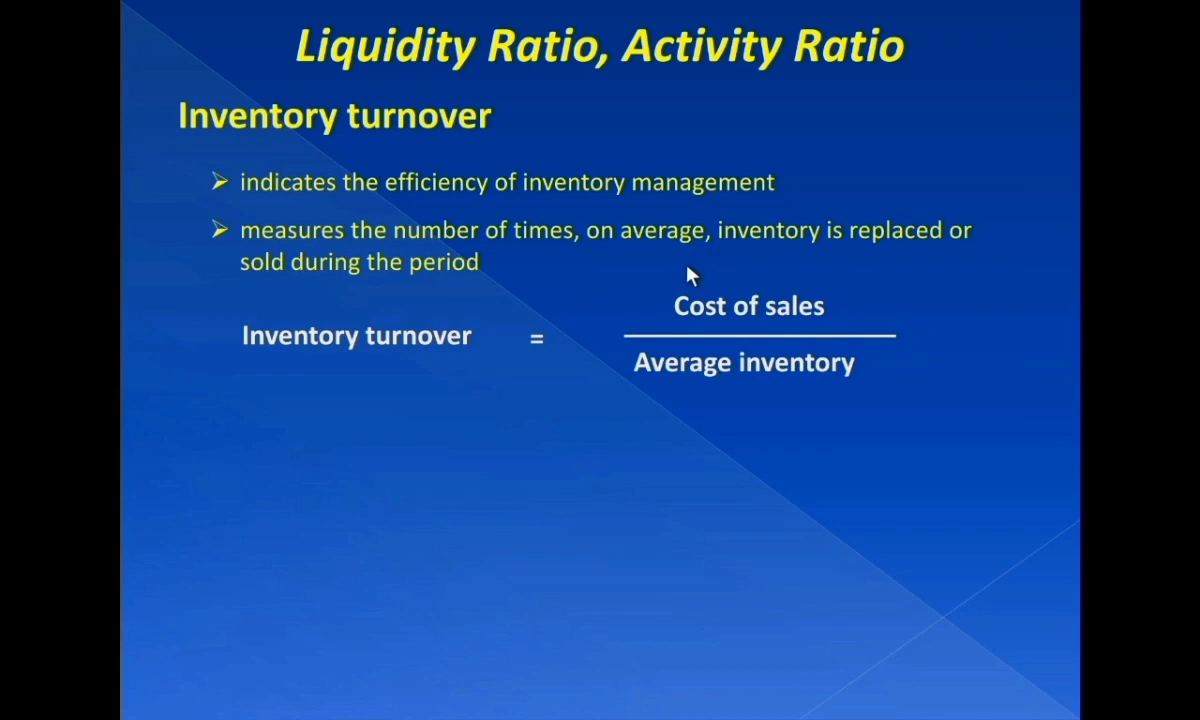 Liquidity Ratio, Activity Ratio
Inventory turnover
indicates the efficiency of inventory management
measures the number of times, on average, inventory is replaced or
sold during the period
Inventory turnover = Cost of sales
Average inventory